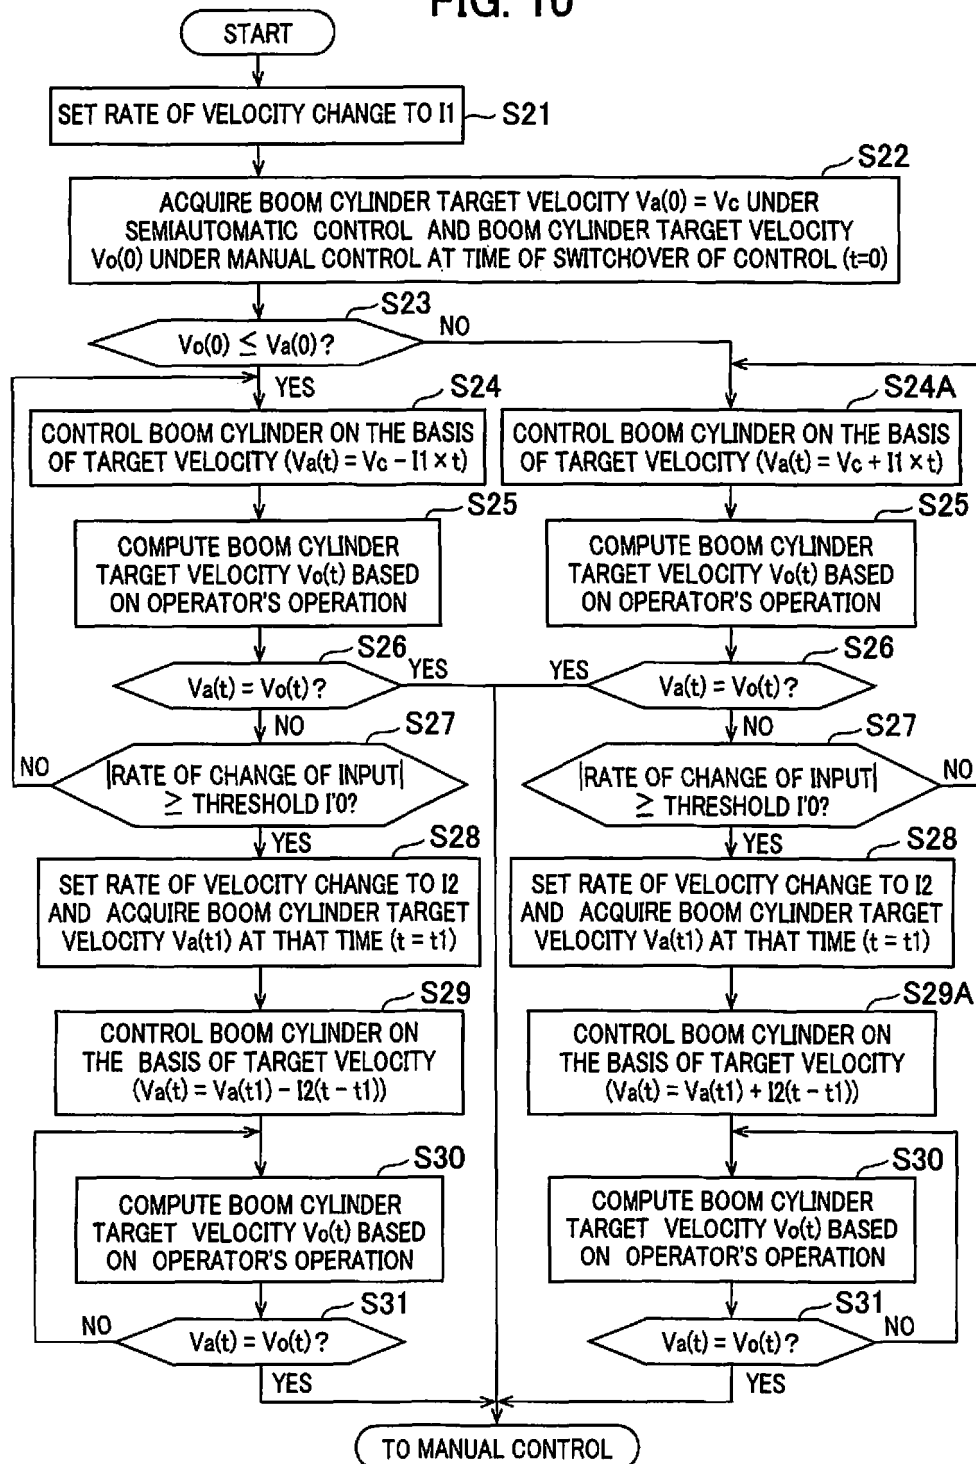 FIG. 10
START
SET RATE OF VELOCITY CHANGE TO I1
S21
S22
ACQUIRE BOOM CYLINDER TARGET VELOCITY Va(0) = Vc UNDER
SEMIAUTOMATIC CONTROL AND BOOM CYLINDER TARGET VELOCITY
Vo(0) UNDER MANUAL CONTROL AT TIME OF SWITCHOVER OF CONTROL (t=0)
S23
Vo(0) ≦ Va(0)?
NO
YES
S24
CONTROL BOOM CYLINDER ON THE BASIS
OF TARGET VELOCITY (Va(t) = Vc – I1 × t)
S25
COMPUTE BOOM CYLINDER
TARGET VELOCITY Vo(t) BASED
ON OPERATOR'S OPERATION
S26
Va(t) = Vo(t)?
YES
NO
S27
|RATE OF CHANGE OF INPUT|
≧ THRESHOLD I'0?
NO
YES
S28
SET RATE OF VELOCITY CHANGE TO I2
AND ACQUIRE BOOM CYLINDER TARGET
VELOCITY Va(t1) AT THAT TIME (t = t1)
S29
CONTROL BOOM CYLINDER ON
THE BASIS OF TARGET VELOCITY
(Va(t) = Va(t1) – I2(t – t1))
S30
COMPUTE BOOM CYLINDER
TARGET VELOCITY Vo(t) BASED
ON OPERATOR'S OPERATION
S31
NO
Va(t) = Vo(t)?
YES
S24A
CONTROL BOOM CYLINDER ON THE BASIS
OF TARGET VELOCITY (Va(t) = Vc + I1 × t)
S25
COMPUTE BOOM CYLINDER
TARGET VELOCITY Vo(t) BASED
ON OPERATOR'S OPERATION
S26
YES
Va(t) = Vo(t)?
NO
S27
|RATE OF CHANGE OF INPUT|
≧ THRESHOLD I'0?
NO
YES
S28
SET RATE OF VELOCITY CHANGE TO I2
AND ACQUIRE BOOM CYLINDER TARGET
VELOCITY Va(t1) AT THAT TIME (t = t1)
S29A
CONTROL BOOM CYLINDER ON
THE BASIS OF TARGET VELOCITY
(Va(t) = Va(t1) + I2(t – t1))
S30
COMPUTE BOOM CYLINDER
TARGET VELOCITY Vo(t) BASED
ON OPERATOR'S OPERATION
S31
Va(t) = Vo(t)?
NO
YES
TO MANUAL CONTROL